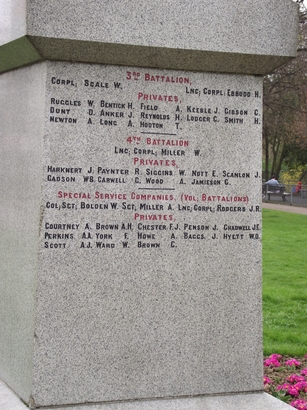 3RD BATTALION,
CORPL, SCALE W, LNC, CORPL, EBBODD H.
PRIVATES,
RUGGLES W, BENTICK H, FIELD A, KEEBLE J, GIBSON C,
DUNT D, ANKER J, REYNOLDS H, LODGER C, SMITH H,
NEWTON A, LONG A, HOOTON T,
4TH BATTALION
LNC, CORPL, MILLER W,
PRIVATES,
HARKNERT J, PAYNTER R, SIGGINS W, NOTT E, SCANLON J,
GADSON WB, CARWELL C, WOOD A, JAMIESON G,
SPECIAL SERVICE COMPANIES, (VOL, BATTALIONS)
COL, SGT, BOLDEN W, SGT, MILLER A, LNC, CORPL, RODGERS J.R
PRIVATES,
COURTNEY A, BROWN A.H, CHESTER F.J, PENSON J, CHADWELL J.E,
PERKINS A.A, YORK F, HOWE A, BAGGS J, HYETT W.O,
SCOTT A.J, WARD W, BROWN C,